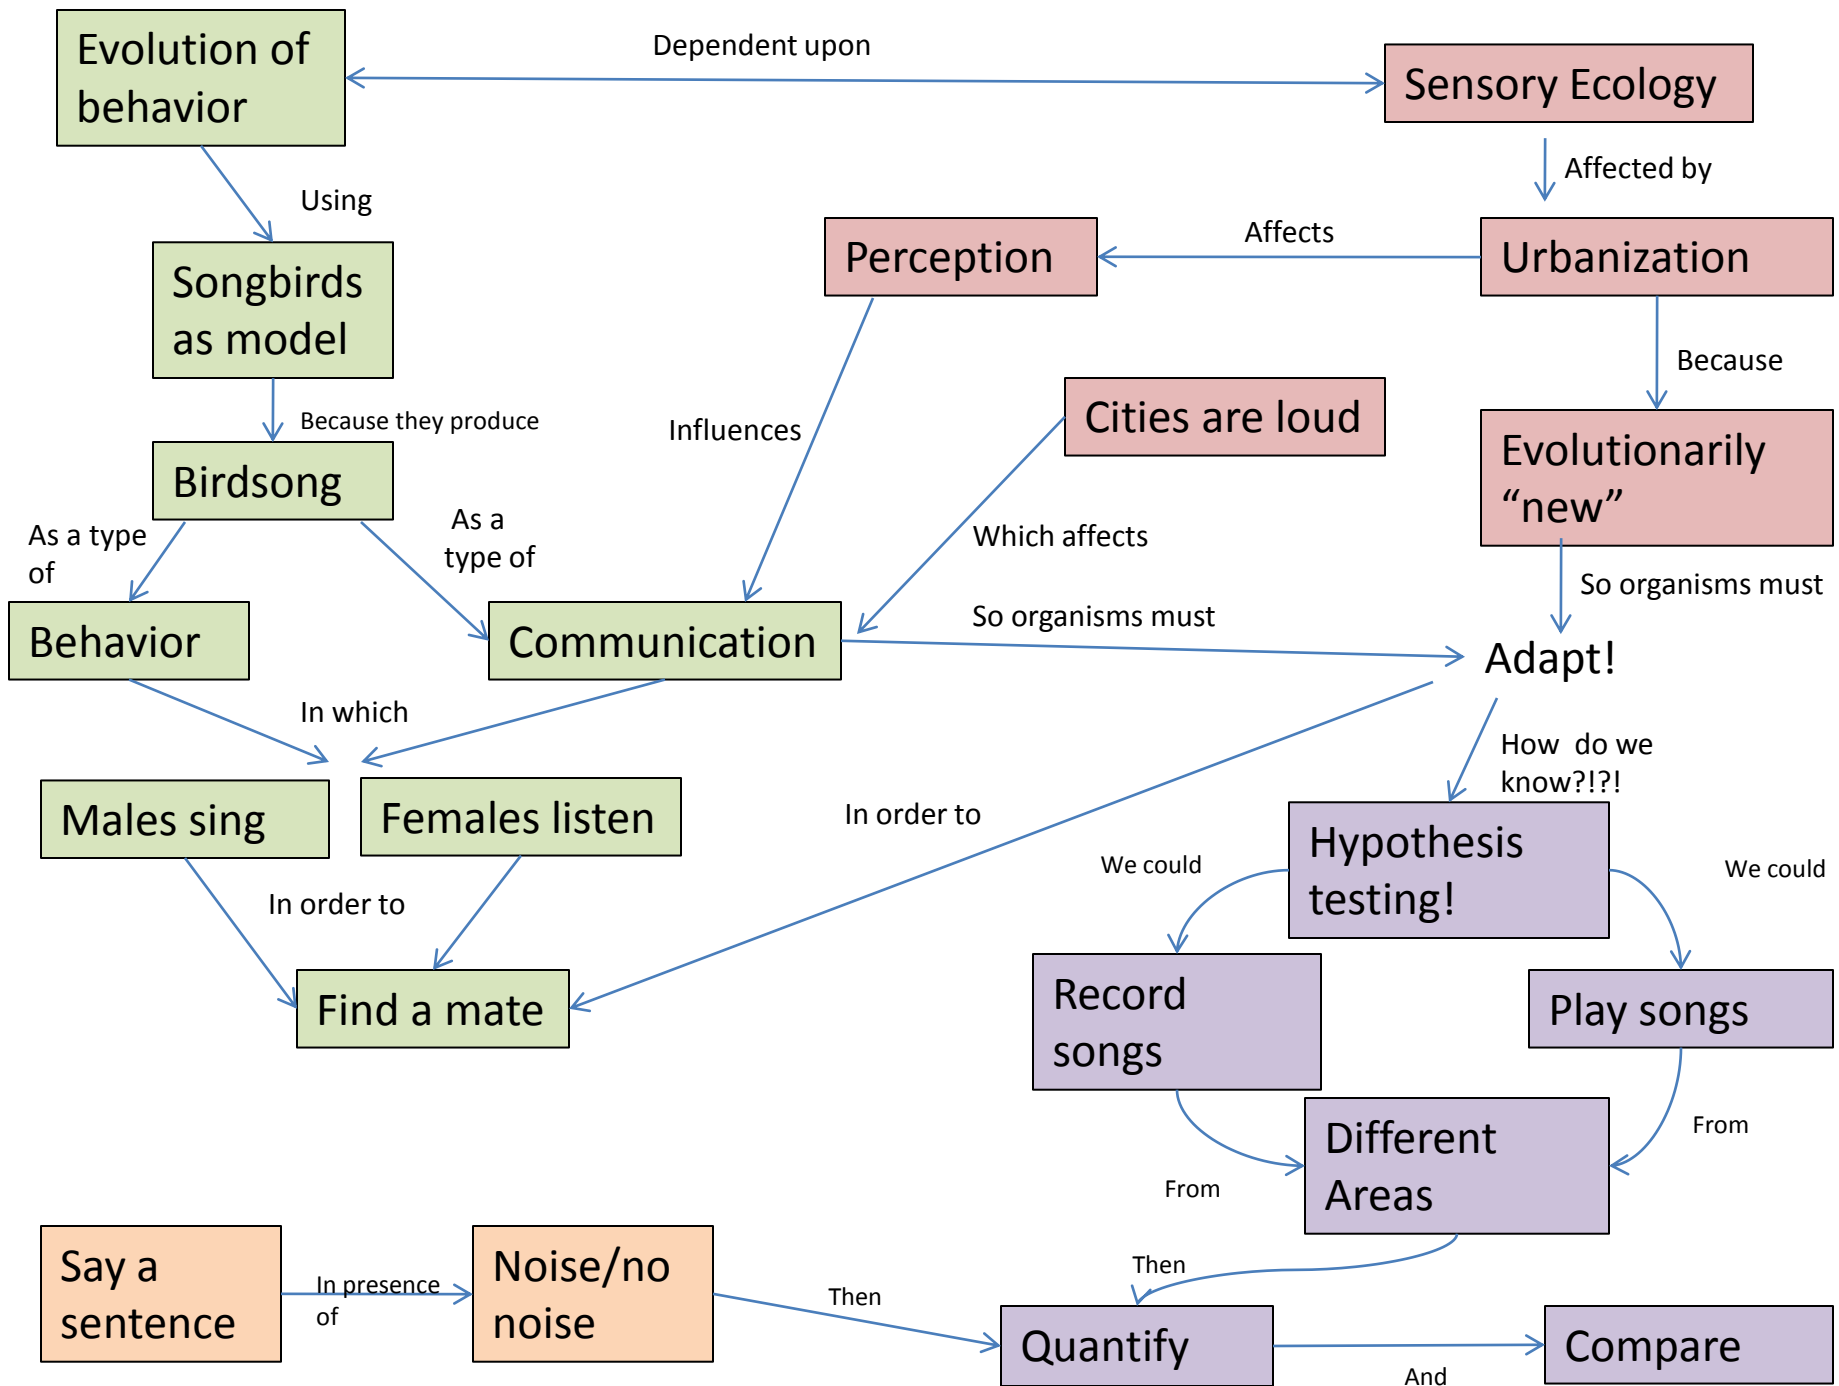 Evolution of
behavior
Dependent upon
Sensory Ecology
Affected by
Using
Perception
Affects
Urbanization
Songbirds
as model
Because
Because they produce
Influences
Cities are loud
Evolutionarily
“new”
Birdsong
As a type
of
As a
type of
Which affects
So organisms must
Behavior
Communication
So organisms must
Adapt!
In which
How do we
know?!?!
Males sing
Females listen
In order to
Hypothesis
testing!
We could
We could
In order to
Find a mate
Record
songs
Play songs
Different
Areas
From
From
Say a
sentence
In presence
of
Noise/no
noise
Then
Then
Quantify
And
Compare